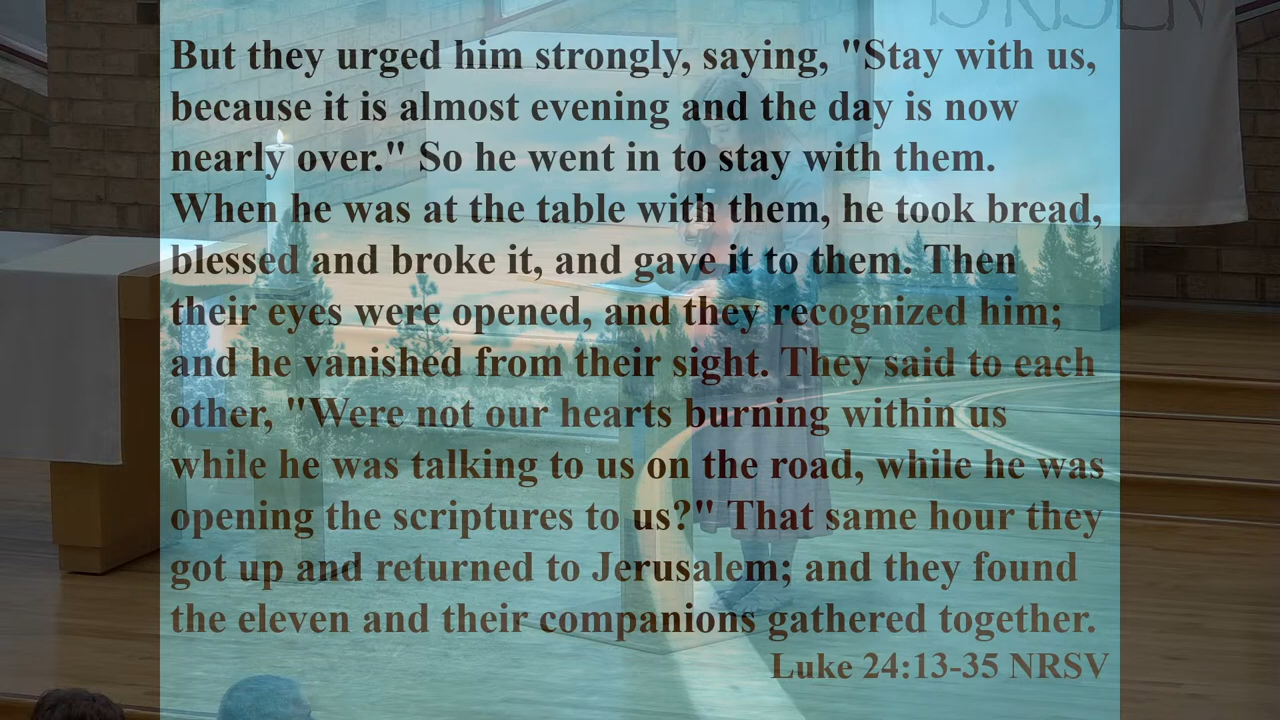 IS RISEN
But they urged him strongly, saying, "Stay with us,
because it is almost evening and the day is now
nearly over." So he went in to stay with them.
When he was at the table with them, he took bread,
blessed and broke it, and gave it to them. Then
their eyes were opened, and they recognized him;
and he vanished from their sight. They said to each
other, "Were not our hearts burning within us
while he was talking to us on the road, while he was
opening the scriptures to us?" That same hour they
got up and returned to Jerusalem; and they found
the eleven and their companions gathered together.
Luke 24:13-35 NRSV